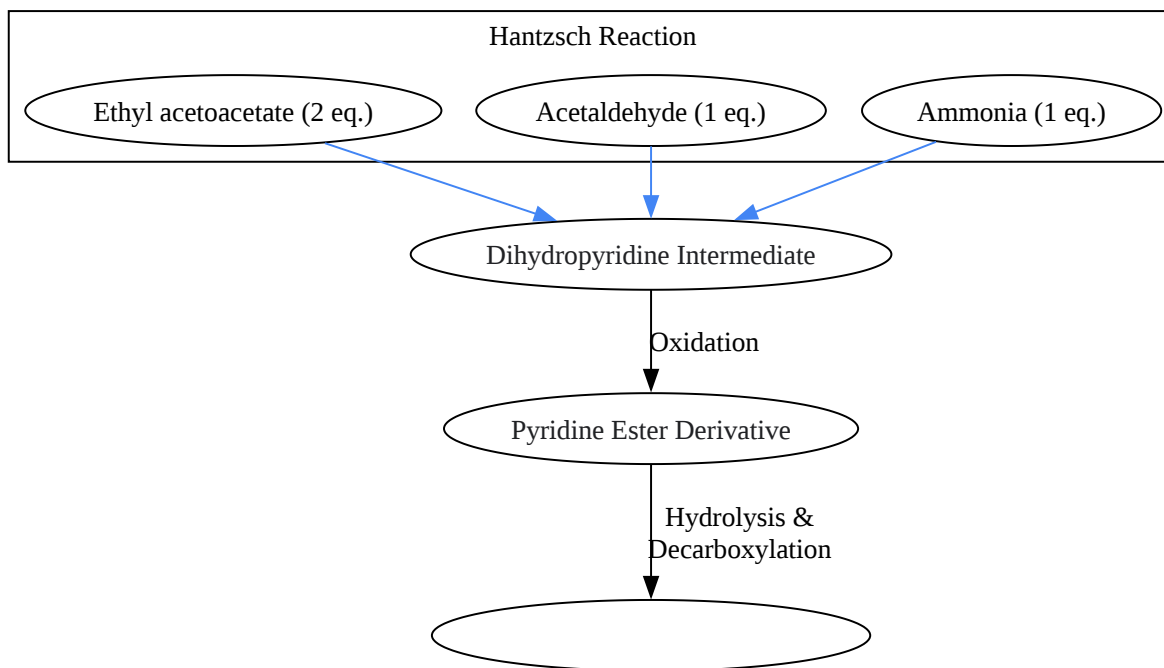 Hantzsch Reaction
Ethyl acetoacetate (2 eq.)
Acetaldehyde (1 eq.)
Ammonia (1 eq.)
Dihydropyridine Intermediate
Oxidation
Pyridine Ester Derivative
Hydrolysis &
Decarboxylation